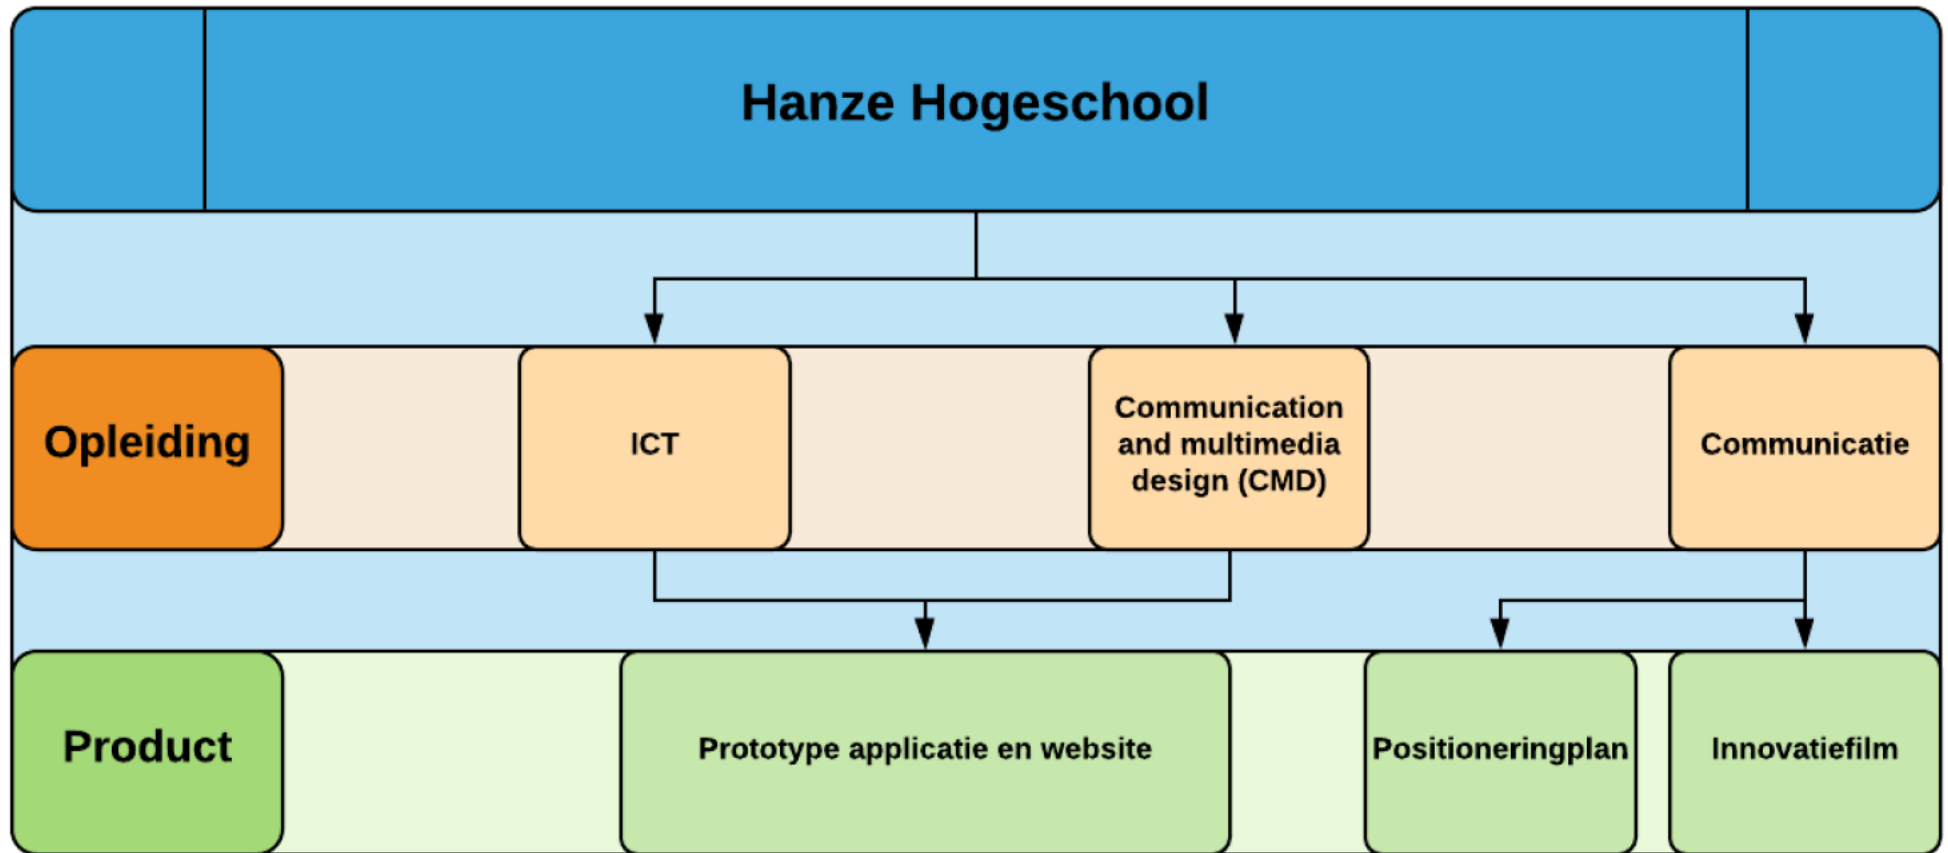 Hanze Hogeschool
Opleiding
ICT
Communication
and multimedia
design (CMD)
Communicatie
Product
Prototype applicatie en website
Positioneringplan
Innovatiefilm